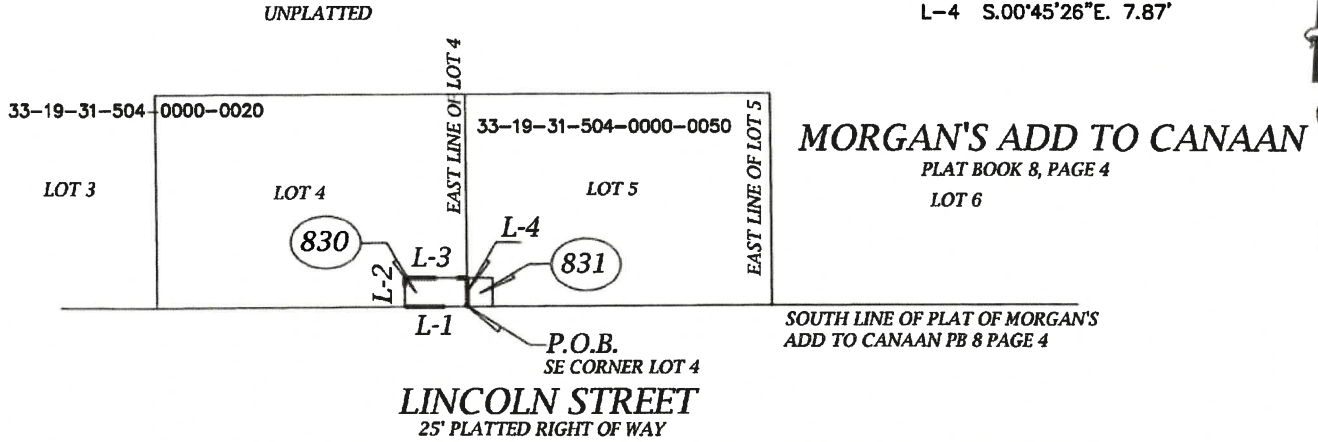 UNPLATTED
L-4 S.00°45'26"E. 7.87'
33-19-31-504-0000-0020
EAST LINE OF LOT 4
33-19-31-504-0000-0050
EAST LINE OF LOT 5
MORGAN'S ADD TO CANAAN
PLAT BOOK 8, PAGE 4
LOT 3
LOT 4
LOT 5
LOT 6
830
L-4
831
L-3
L-2
L-1
P.O.B.
SE CORNER LOT 4
SOUTH LINE OF PLAT OF MORGAN'S
ADD TO CANAAN PB 8 PAGE 4
LINCOLN STREET
25' PLATTED RIGHT OF WAY